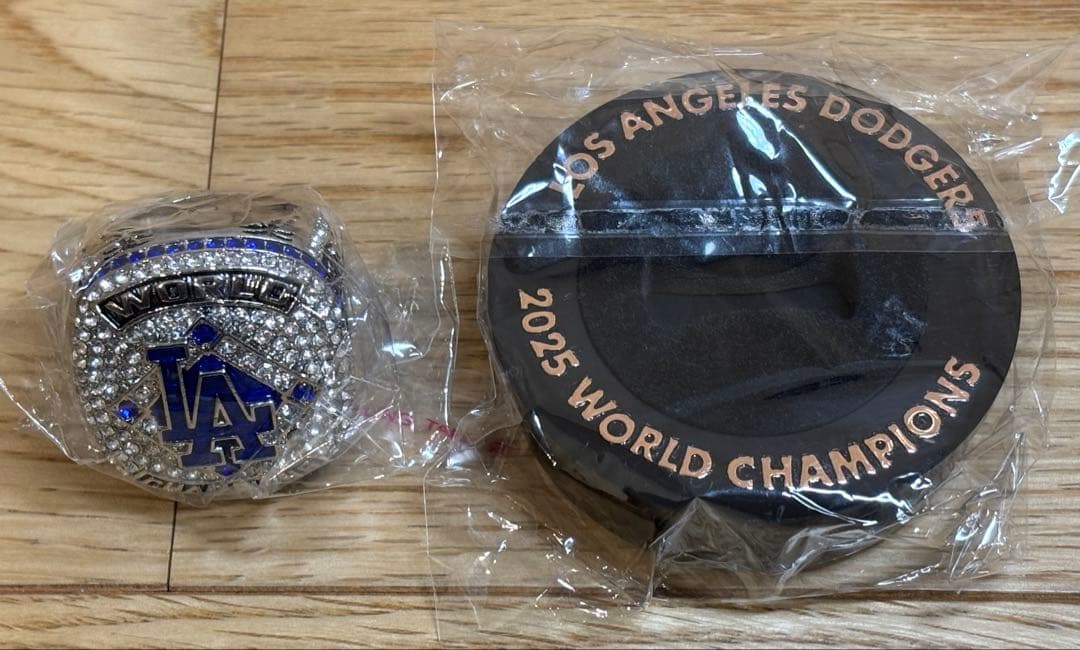 WORLD
LA
LOS ANGELES DODGERS
2025 WORLD CHAMPIONS